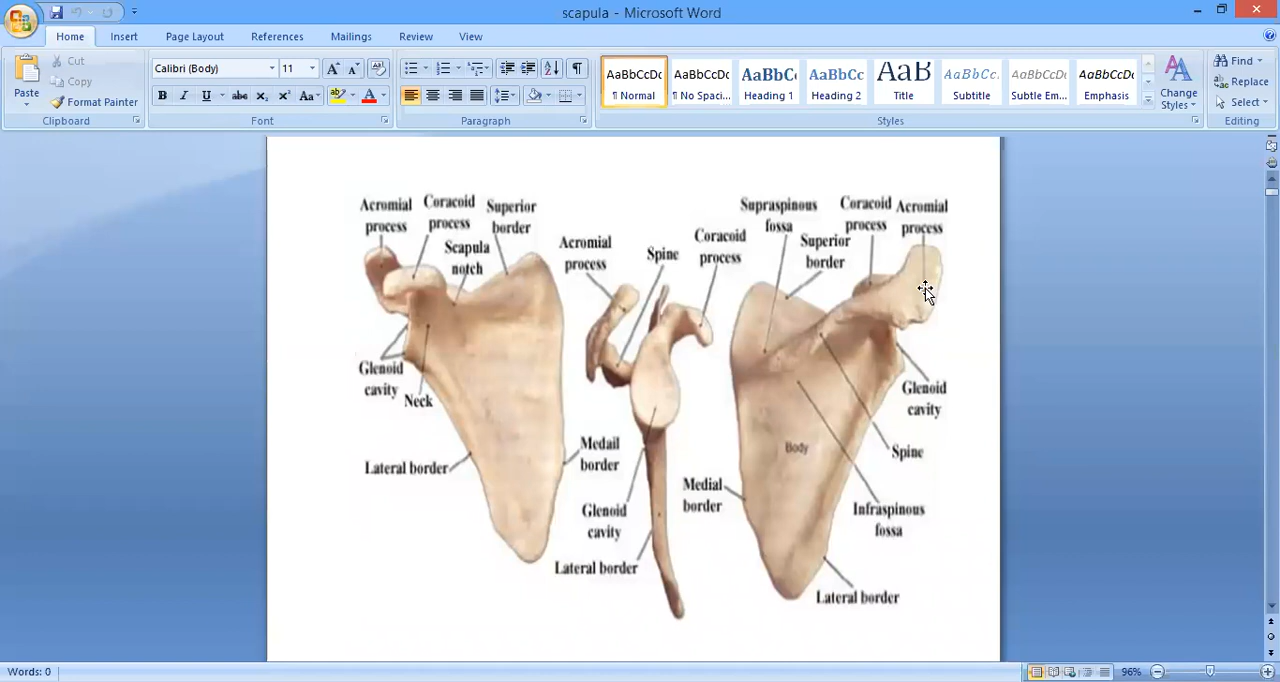 scapula - Microsoft Word
Home Insert Page Layout References Mailings Review View
Paste
Cut
Copy
Format Painter
Clipboard
Calibri (Body) 11
Font
Paragraph
AaBbCcDc AaBbCcDc AaBbC AaBbCc AaB AaBbCc. AaBbCcDc AaBbCcDc
¶ Normal ¶ No Spaci... Heading 1 Heading 2 Title Subtitle Subtle Em... Emphasis
Change
Styles
Styles
Find
Replace
Select
Editing
Acromial
process
Coracoid
process
Superior
border
Scapula
notch
Glenoid
cavity
Neck
Lateral border
Medail
border
Acromial
process
Spine
Coracoid
process
Glenoid
cavity
Lateral border
Supraspinous
fossa
Superior
border
Coracoid
process
Acromial
process
Glenoid
cavity
Spine
Body
Medial
border
Infraspinous
fossa
Lateral border
Words: 0
96%